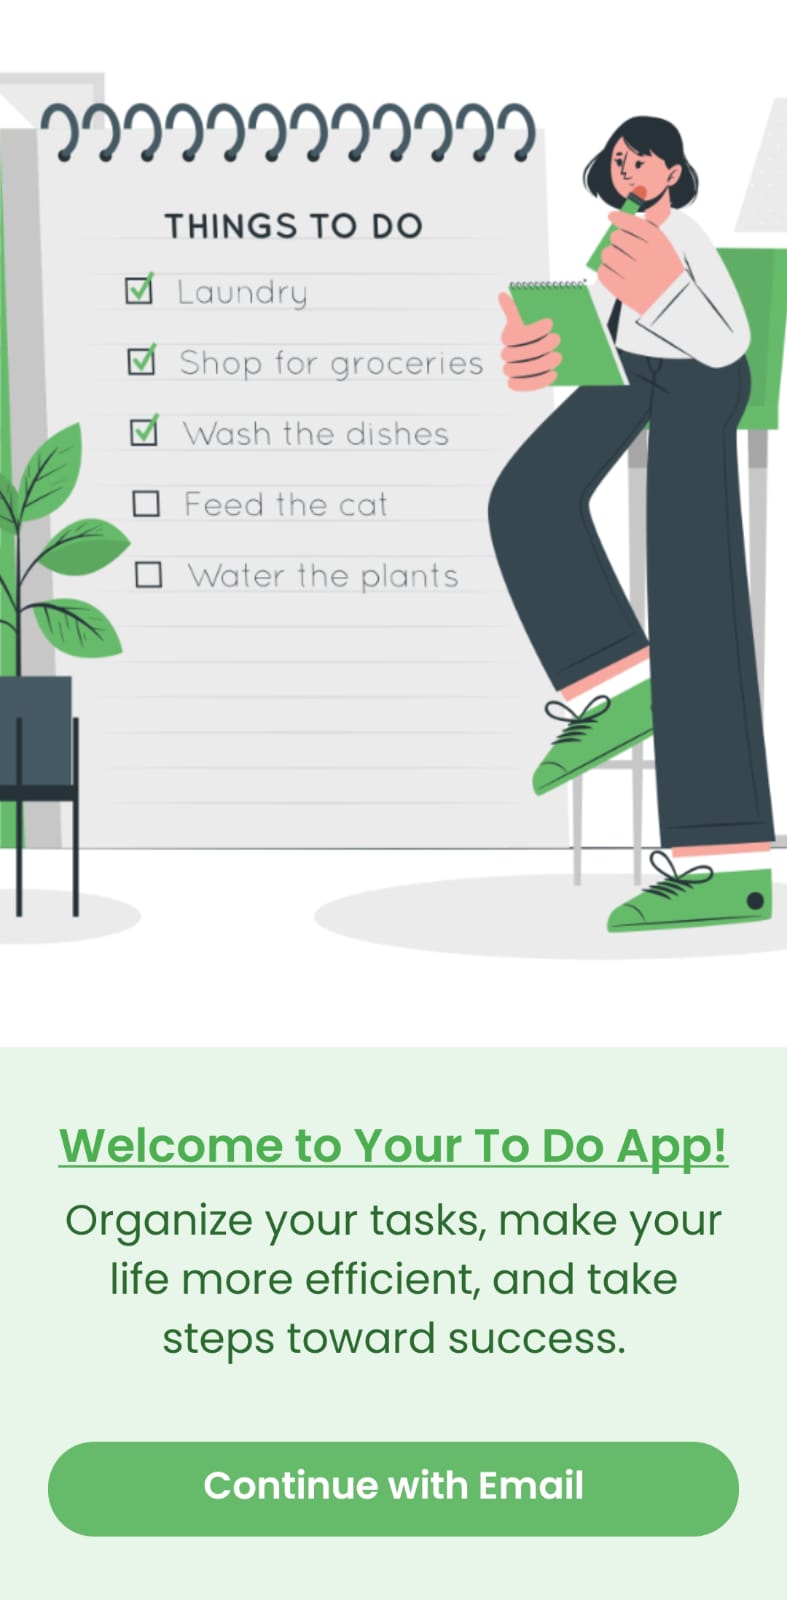 THINGS TO DO
Laundry
Shop for groceries
Wash the dishes
Feed the cat
Water the plants
Welcome to Your To Do App!
Organize your tasks, make your
life more efficient, and take
steps toward success.
Continue with Email